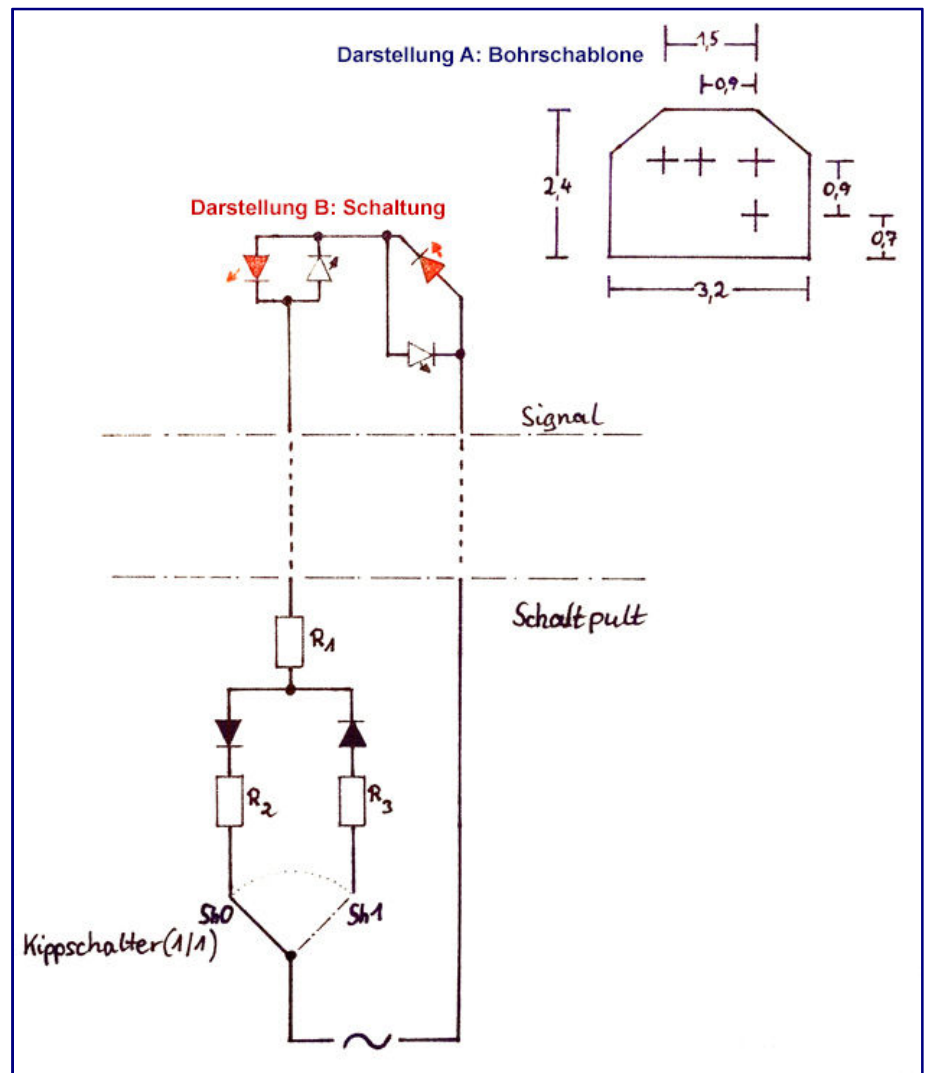 1,5
Darstellung A: Bohrschablone
0,9
2,4
0,9
0,7
3,2
Darstellung B: Schaltung
Signal
Schaltpult
R1
R2
R3
Sh0
Sh1
Kippschalter (1/1)
~